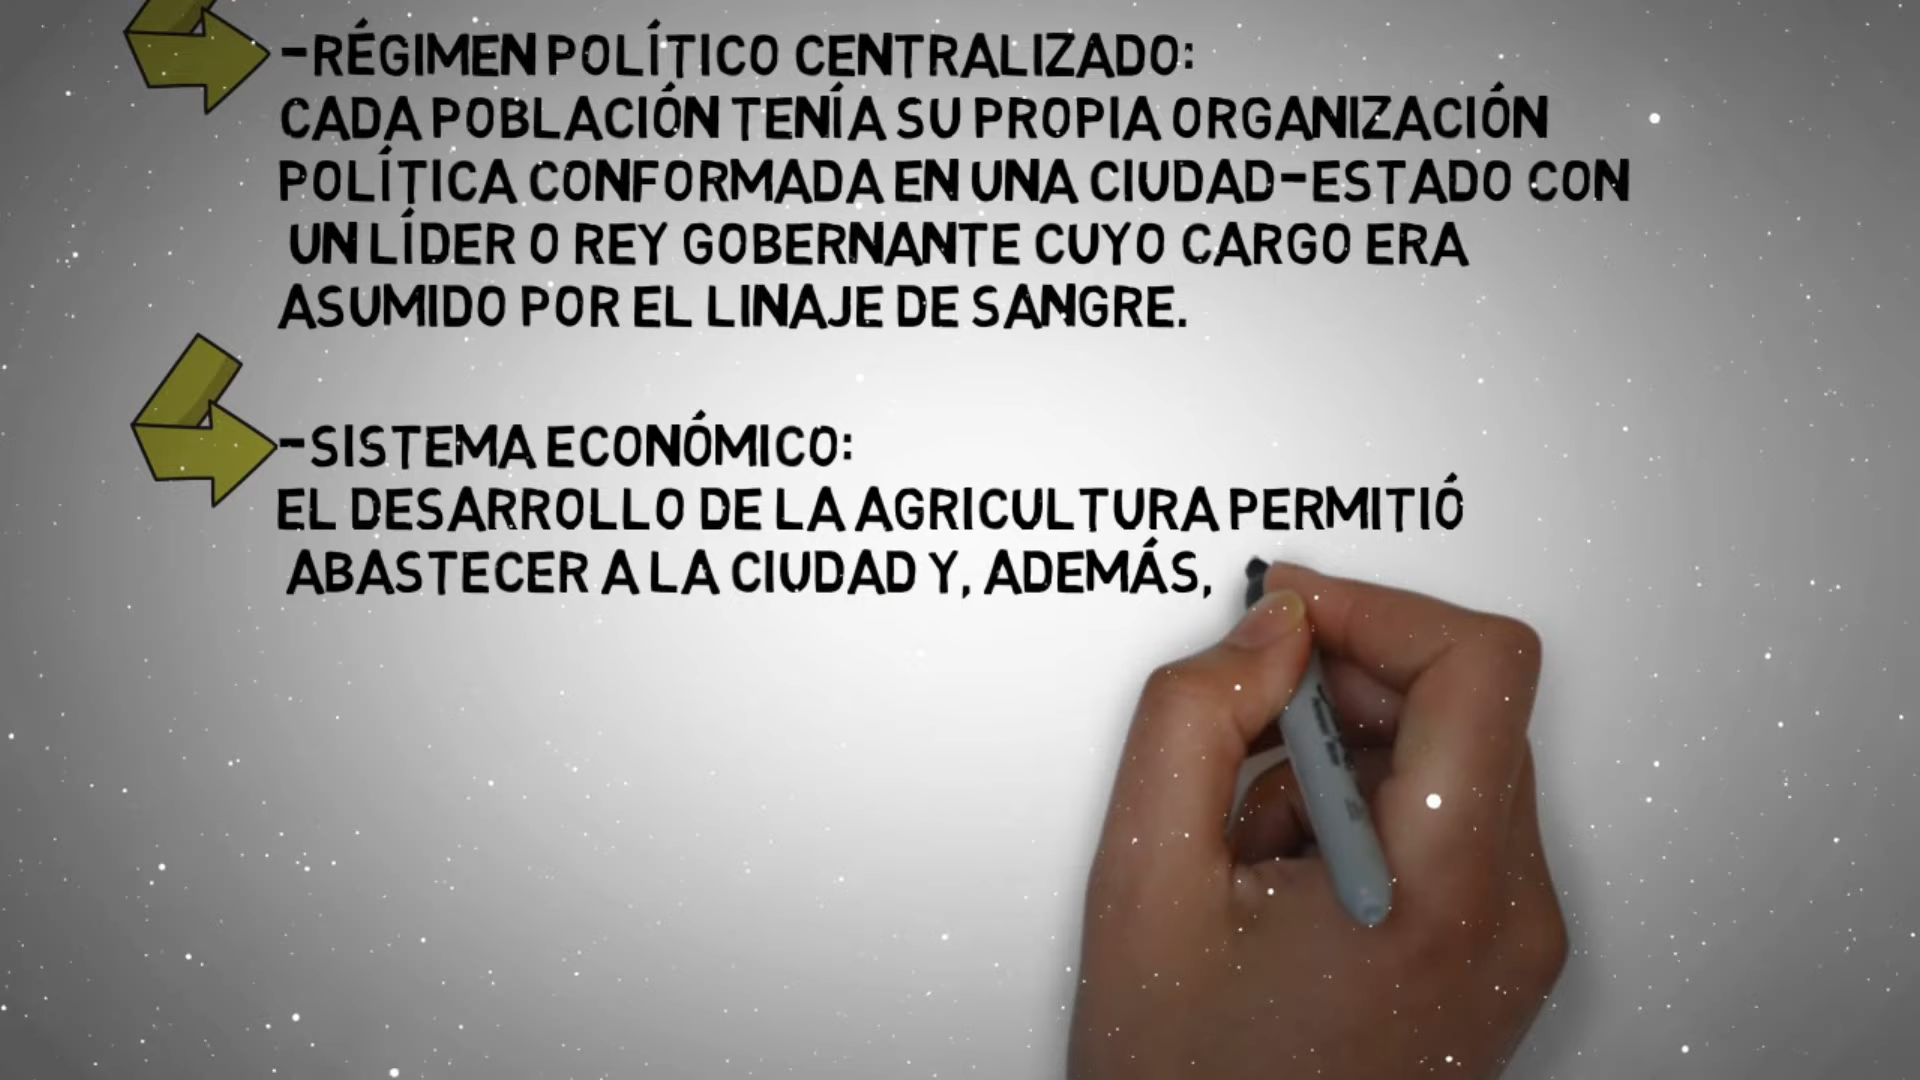 -RÉGIMEN POLÍTICO CENTRALIZADO:
CADA POBLACIÓN TENÍA SU PROPIA ORGANIZACIÓN
POLÍTICA CONFORMADA EN UNA CIUDAD-ESTADO CON
UN LÍDER O REY GOBERNANTE CUYO CARGO ERA
ASUMIDO POR EL LINAJE DE SANGRE.
-SISTEMA ECONÓMICO:
EL DESARROLLO DE LA AGRICULTURA PERMITIÓ
ABASTECER A LA CIUDAD Y, ADEMÁS,